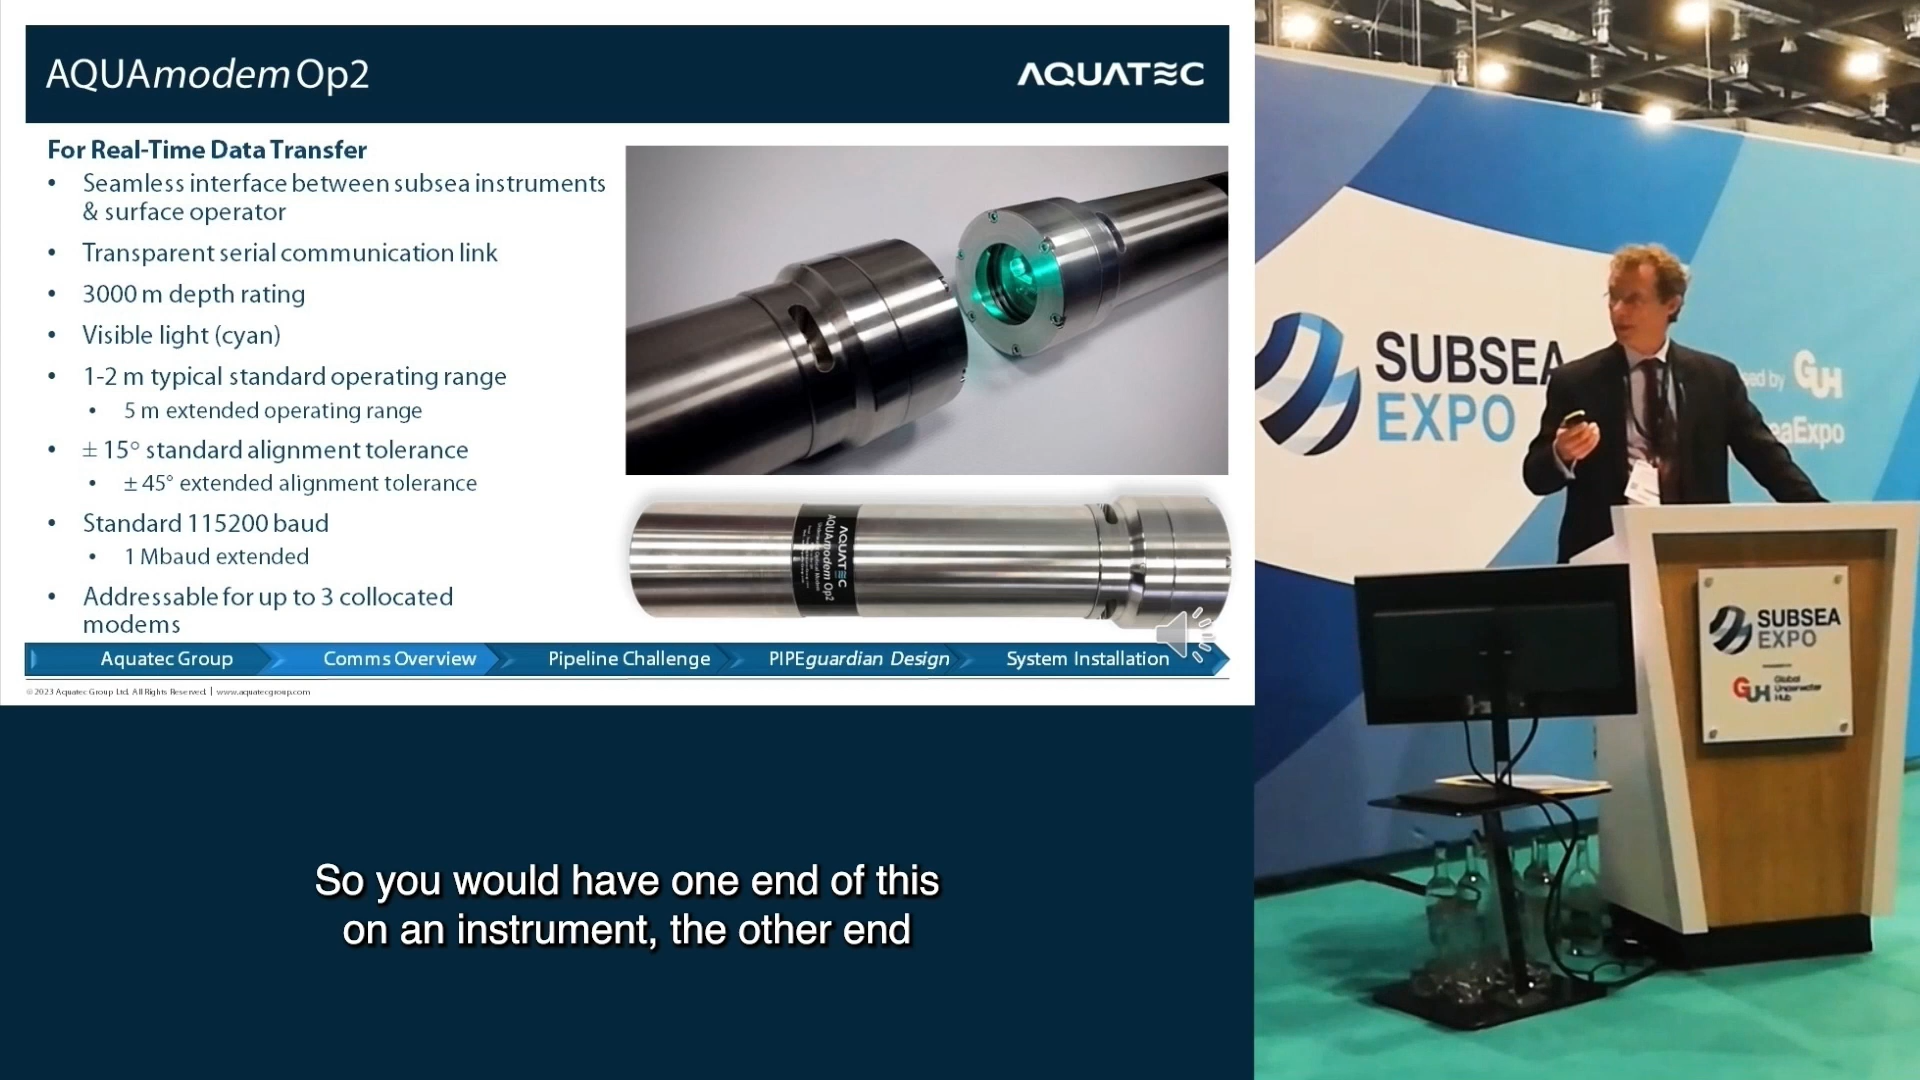 AQUAmodem Op2
AQUATEC
For Real-Time Data Transfer
• Seamless interface between subsea instruments
& surface operator
• Transparent serial communication link
• 3000 m depth rating
• Visible light (cyan)
• 1-2 m typical standard operating range
• 5 m extended operating range
• ± 15° standard alignment tolerance
• ± 45° extended alignment tolerance
• Standard 115200 baud
• 1 Mbaud extended
• Addressable for up to 3 collocated
modems
AQUATEC
AQUAmodem Op2
Aquatec Group
Comms Overview
Pipeline Challenge
PIPEguardian Design
System Installation
© 2023 Aquatec Group Ltd. All Rights Reserved. | www.aquatecgroup.com
So you would have one end of this
on an instrument, the other end
SUBSEA
EXPO
sed by GUH
eaExpo
SUBSEA
EXPO
GUH Global
Underwater
Hub